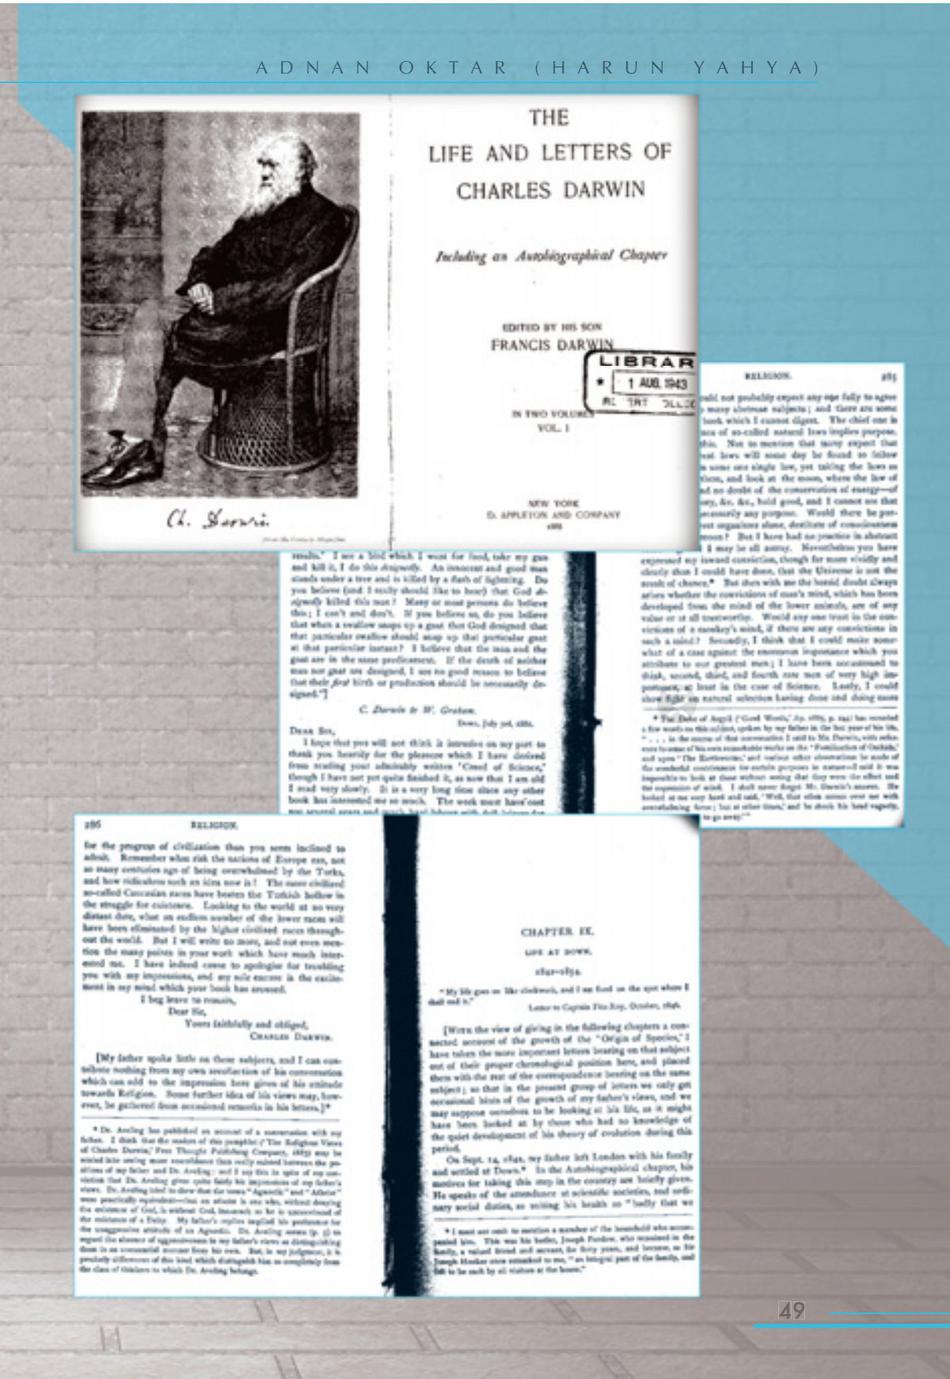 ADNAN OKTAR (HARUN YAHYA)
THE
LIFE AND LETTERS OF
CHARLES DARWIN
Including an Autobiographical Chapter
EDITED BY HIS SON
FRANCIS DARWIN
LIBRAR
* 1 AUG. 1943
IN TWO VOLUMES
VOL. I
NEW YORK
D. APPLETON AND COMPANY
Ch. Darwin
RELIGION. 285
ould not probably expect any one fully to agree
many abstruse subjects; and there are some
book which I cannot digest. The chief one is
nce of so-called natural laws implies purpose.
his. Not to mention that many expect that
eat laws will some day be found to follow
some one single law, yet taking the laws as
hem, and look at the moon, where the law of
nd no doubt of the conservation of energy—of
ory, &c. &c., hold good, and I cannot see that
ecessarily any purpose. Would there be pur-
est organisms alone, destitute of consciousness
moon? But I have had no practice in abstract
I may be all astray. Nevertheless you have
expressed my inward conviction, though far more vividly and
clearly than I could have done, that the Universe is not the
result of chance.* But then with me the horrid doubt always
arises whether the convictions of man's mind, which has been
developed from the mind of the lower animals, are of any
value or at all trustworthy. Would any one trust in the con-
victions of a monkey's mind, if there are any convictions in
such a mind? Secondly, I think that I could make some-
what of a case against the enormous importance which you
attribute to our greatest men; I have been accustomed to
think, second, third, and fourth rate men of very high im-
portance, at least in the case of Science. Lastly, I could
show fight on natural selection having done and doing more
* The Duke of Argyll ('Good Words,' Ap. 1885, p. 244) has recorded
a few words on this subject, spoken by my father in the last year of his life.
". . . in the course of that conversation I said to Mr. Darwin, with refer-
ence to some of his own remarkable works on the 'Fertilisation of Orchids,'
and upon 'The Earthworms,' and various other observations he made of
the wonderful contrivances for certain purposes in nature—I said it was
impossible to look at these without seeing that they were the effect and
the expression of mind. I shall never forget Mr. Darwin's answer. He
looked at me very hard and said, 'Well, that often comes over me with
overwhelming force; but at other times,' and he shook his head vaguely,
to go away.'"
results." I see a bird which I want for food, take my gun
and kill it, I do this designedly. An innocent and good man
stands under a tree and is killed by a flash of lightning. Do
you believe (and I really should like to hear) that God de-
signedly killed this man? Many or most persons do believe
this; I can't and don't. If you believe so, do you believe
that when a swallow snaps up a gnat that God designed that
that particular swallow should snap up that particular gnat
at that particular instant? I believe that the man and the
gnat are in the same predicament. If the death of neither
man nor gnat are designed, I see no good reason to believe
that their first birth or production should be necessarily de-
signed."]
C. Darwin to W. Graham.
Down, July 3rd, 1881.
DEAR SIR,
I hope that you will not think it intrusive on my part to
thank you heartily for the pleasure which I have derived
from reading your admirably written 'Creed of Science,'
though I have not yet quite finished it, as now that I am old
I read very slowly. It is a very long time since any other
book has interested me so much. The work must have cost
286 RELIGION.
for the progress of civilization than you seem inclined to
admit. Remember what risk the nations of Europe ran, not
so many centuries ago of being overwhelmed by the Turks,
and how ridiculous such an idea now is! The more civilized
so-called Caucasian races have beaten the Turkish hollow in
the struggle for existence. Looking to the world at no very
distant date, what an endless number of the lower races will
have been eliminated by the higher civilized races through-
out the world. But I will write no more, and not even men-
tion the many points in your work which have much inter-
ested me. I have indeed cause to apologise for troubling
you with my impressions, and my sole excuse is the excite-
ment in my mind which your book has aroused.
I beg leave to remain,
Dear Sir,
Yours faithfully and obliged,
CHARLES DARWIN.
[My father spoke little on these subjects, and I can con-
tribute nothing from my own recollection of his conversation
which can add to the impression here given of his attitude
towards Religion. Some further idea of his views may, how-
ever, be gathered from occasional remarks in his letters.]*
* Dr. Aveling has published an account of a conversation with my
father. I think that the readers of this pamphlet ('The Religious Views
of Charles Darwin,' Free Thought Publishing Company, 1883) may be
misled into seeing more resemblance than really existed between the po-
sitions of my father and Dr. Aveling: and I say this in spite of my con-
viction that Dr. Aveling gives quite fairly his impressions of my father's
views. Dr. Aveling tried to show that the terms "Agnostic" and "Atheist"
were practically equivalent—that an atheist is one who, without denying
the existence of God, is without God, inasmuch as he is unconvinced of
the existence of a Deity. My father's replies implied his preference for
the unaggressive attitude of an Agnostic. Dr. Aveling seems (p. 5) to
regard the absence of aggressiveness in my father's views as distinguishing
them in an unessential manner from his own. But, in my judgment, it is
precisely differences of this kind which distinguish him so completely from
the class of thinkers to which Dr. Aveling belongs.
CHAPTER IX.
LIFE AT DOWN.
1842-1854.
"My life goes on like clockwork, and I am fixed on the spot where I
shall end it."
Letter to Captain Fitz-Roy, October, 1846.
[WITH the view of giving in the following chapters a con-
nected account of the growth of the 'Origin of Species,' I
have taken the more important letters bearing on that subject
out of their proper chronological position here, and placed
them with the rest of the correspondence bearing on the same
subject; so that in the present group of letters we only get
occasional hints of the growth of my father's views, and we
may suppose ourselves to be looking at his life, as it might
have been looked at by those who had no knowledge of
the quiet development of his theory of evolution during this
period.
On Sept. 14, 1842, my father left London with his family
and settled at Down.* In the Autobiographical chapter, his
motives for taking this step in the country are briefly given.
He speaks of the attendance at scientific societies, and ordi-
nary social duties, as suiting his health so "badly that we
* I must not omit to mention a member of the household who accom-
panied him. This was his butler, Joseph Parslow, who remained in the
family, a valued friend and servant, for forty years, and became, as Sir
Joseph Hooker once remarked to me, "an integral part of the family, and
felt to be such by all visitors at the house."
49